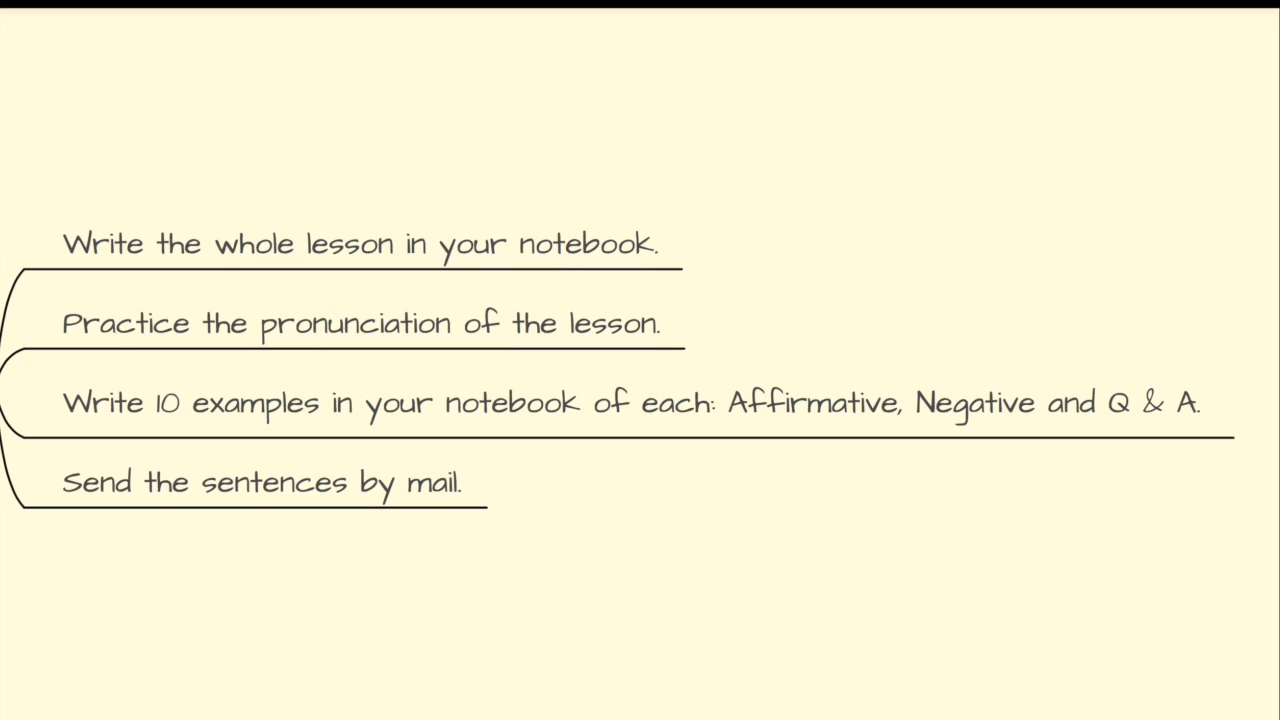 Write the whole lesson in your notebook.
Practice the pronunciation of the lesson.
Write 10 examples in your notebook of each: Affirmative, Negative and Q & A.
Send the sentences by mail.